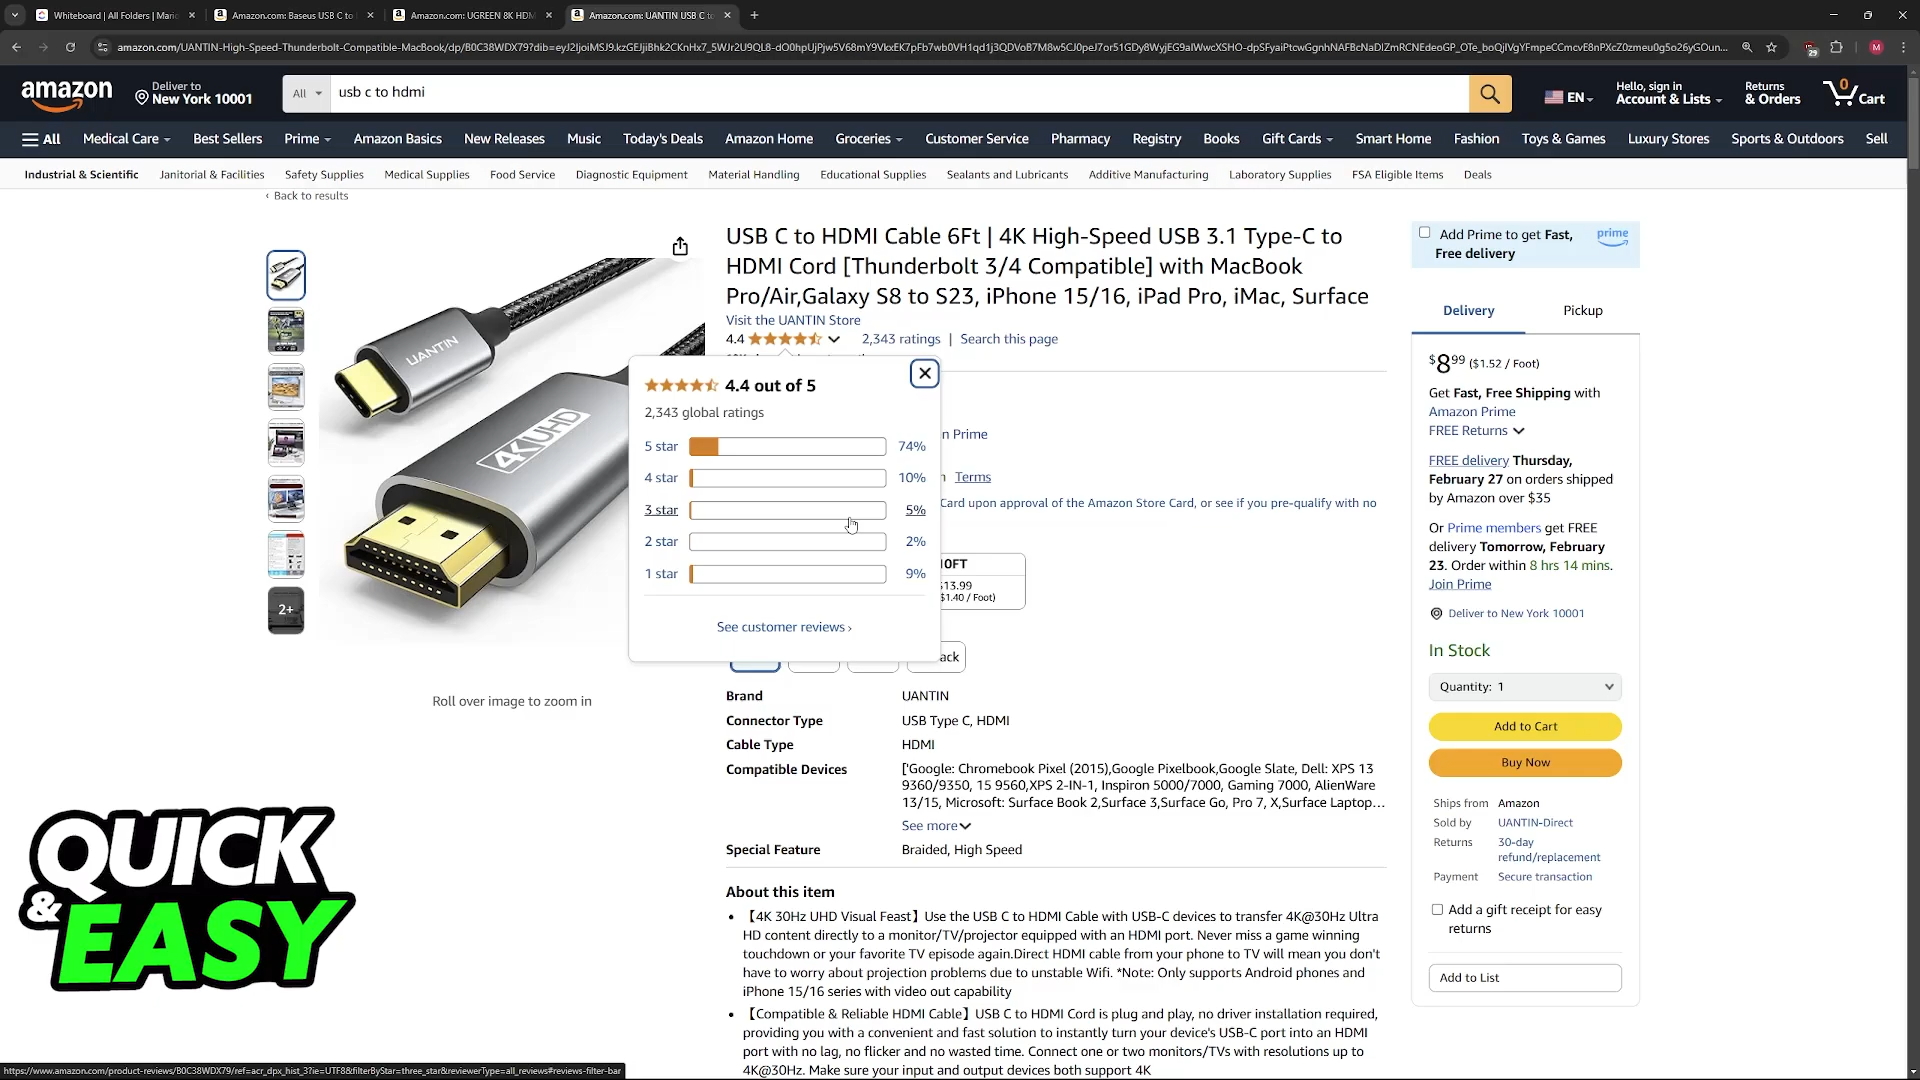 Whiteboard | All Folders | Mario
Amazon.com: Baseus USB C to
Amazon.com: UGREEN 8K HDM
Amazon.com: UANTIN USB C to
29
M
amazon
Deliver to
New York 10001
All
usb c to hdmi
EN
Hello, sign in
Account & Lists
Returns
& Orders
0
Cart
All
Medical Care
Best Sellers
Prime
Amazon Basics
New Releases
Music
Today's Deals
Amazon Home
Groceries
Customer Service
Pharmacy
Registry
Books
Gift Cards
Smart Home
Fashion
Toys & Games
Luxury Stores
Sports & Outdoors
Sell
Industrial & Scientific
Janitorial & Facilities
Safety Supplies
Medical Supplies
Food Service
Diagnostic Equipment
Material Handling
Educational Supplies
Sealants and Lubricants
Additive Manufacturing
Laboratory Supplies
FSA Eligible Items
Deals
‹ Back to results
UANTIN
4K UHD
2+
Roll over image to zoom in
USB C to HDMI Cable 6Ft | 4K High-Speed USB 3.1 Type-C to
HDMI Cord [Thunderbolt 3/4 Compatible] with MacBook
Pro/Air,Galaxy S8 to S23, iPhone 15/16, iPad Pro, iMac, Surface
Visit the UANTIN Store
4.4
2,343 ratings | Search this page
4.4 out of 5
2,343 global ratings
5 star 74%
4 star 10%
3 star 5%
2 star 2%
1 star 9%
See customer reviews ›
n Prime
Terms
Card upon approval of the Amazon Store Card, or see if you pre-qualify with no
10FT
$13.99
$1.40 / Foot)
ack
Brand UANTIN
Connector Type USB Type C, HDMI
Cable Type HDMI
Compatible Devices ['Google: Chromebook Pixel (2015),Google Pixelbook,Google Slate, Dell: XPS 13
9360/9350, 15 9560,XPS 2-IN-1, Inspiron 5000/7000, Gaming 7000, AlienWare
13/15, Microsoft: Surface Book 2,Surface 3,Surface Go, Pro 7, X,Surface Laptop...
See more
Special Feature Braided, High Speed
About this item
• 【4K 30Hz UHD Visual Feast】Use the USB C to HDMI Cable with USB-C devices to transfer 4K@30Hz Ultra
HD content directly to a monitor/TV/projector equipped with an HDMI port. Never miss a game winning
touchdown or your favorite TV episode again.Direct HDMI cable from your phone to TV will mean you don't
have to worry about projection problems due to unstable Wifi. *Note: Only supports Android phones and
iPhone 15/16 series with video out capability
• 【Compatible & Reliable HDMI Cable】USB C to HDMI Cord is plug and play, no driver installation required,
providing you with a convenient and fast solution to instantly turn your device's USB-C port into an HDMI
port with no lag, no flicker and no wasted time. Connect one or two monitors/TVs with resolutions up to
4K@30Hz. Make sure your input and output devices both support 4K
Add Prime to get Fast,
Free delivery
prime
Delivery
Pickup
$8.99 ($1.52 / Foot)
Get Fast, Free Shipping with
Amazon Prime
FREE Returns
FREE delivery Thursday,
February 27 on orders shipped
by Amazon over $35
Or Prime members get FREE
delivery Tomorrow, February
23. Order within 8 hrs 14 mins.
Join Prime
Deliver to New York 10001
In Stock
Quantity: 1
Add to Cart
Buy Now
Ships from Amazon
Sold by UANTIN-Direct
Returns 30-day
refund/replacement
Payment Secure transaction
Add a gift receipt for easy
returns
Add to List
QUICK
& EASY
https://www.amazon.com/product-reviews/B0C38WDX79/ref=acr_dpx_hist_3?ie=UTF8&filterByStar=three_star&reviewerType=all_reviews#reviews-filter-bar